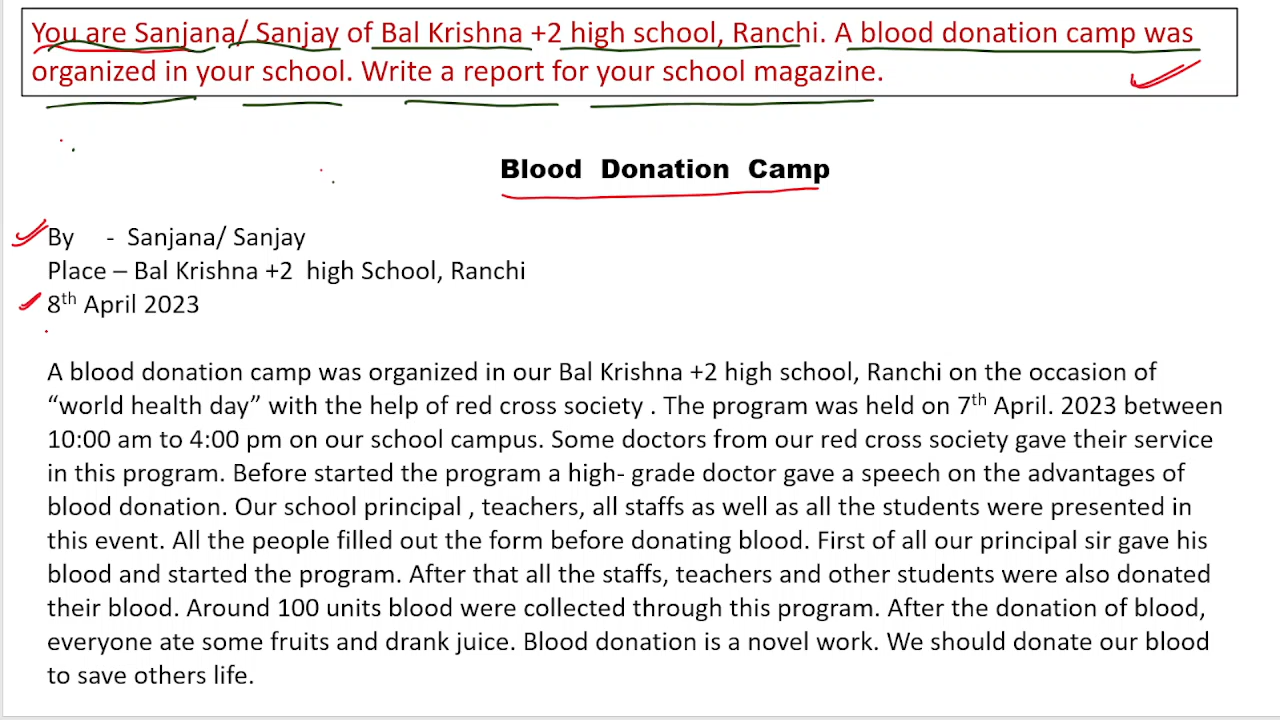 You are Sanjana/ Sanjay of Bal Krishna +2 high school, Ranchi. A blood donation camp was
organized in your school. Write a report for your school magazine.
Blood Donation Camp
By - Sanjana/ Sanjay
Place – Bal Krishna +2 high School, Ranchi
8th April 2023
A blood donation camp was organized in our Bal Krishna +2 high school, Ranchi on the occasion of
“world health day” with the help of red cross society . The program was held on 7th April. 2023 between
10:00 am to 4:00 pm on our school campus. Some doctors from our red cross society gave their service
in this program. Before started the program a high- grade doctor gave a speech on the advantages of
blood donation. Our school principal , teachers, all staffs as well as all the students were presented in
this event. All the people filled out the form before donating blood. First of all our principal sir gave his
blood and started the program. After that all the staffs, teachers and other students were also donated
their blood. Around 100 units blood were collected through this program. After the donation of blood,
everyone ate some fruits and drank juice. Blood donation is a novel work. We should donate our blood
to save others life.